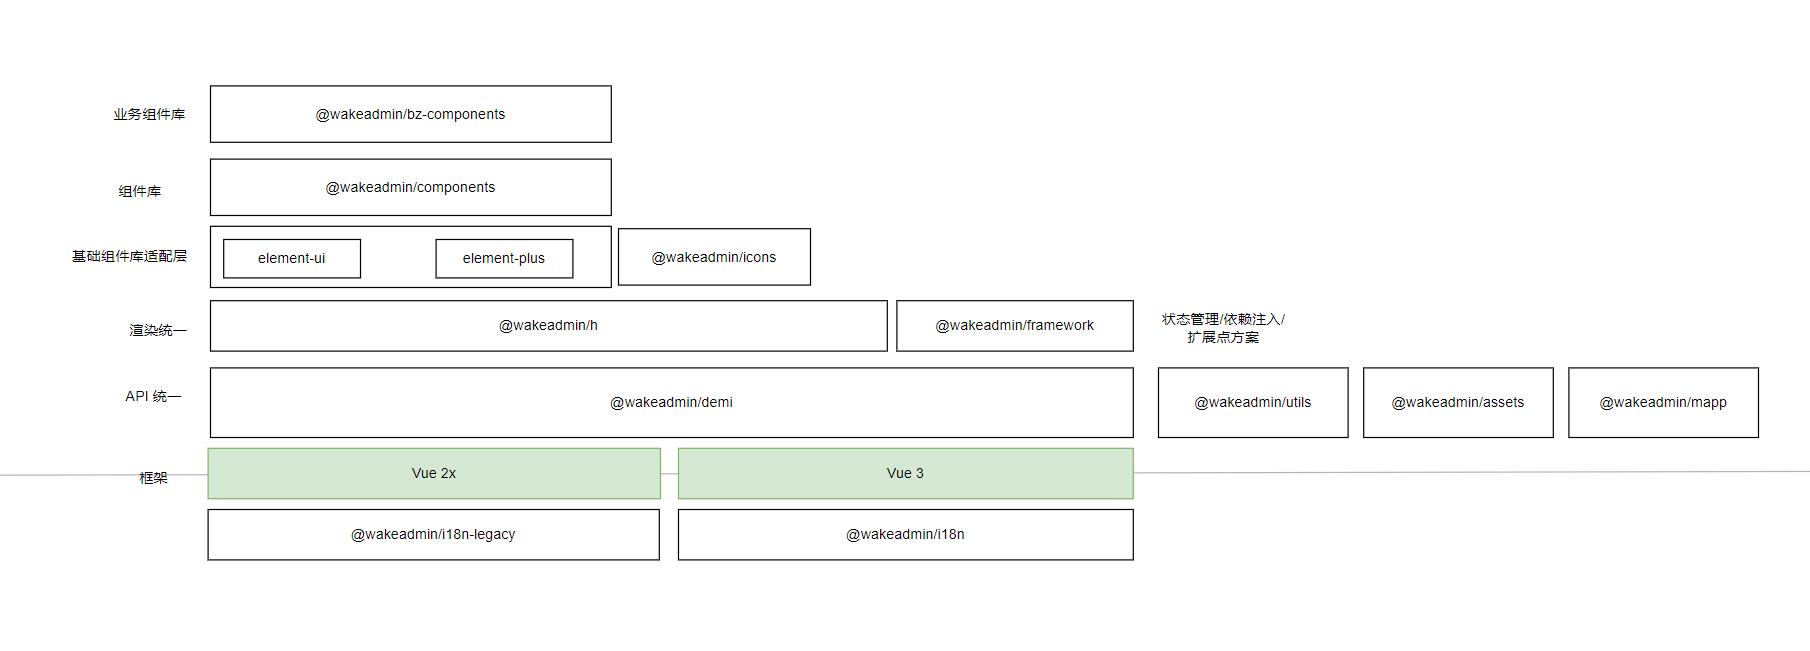 业务组件库
@wakeadmin/bz-components
组件库
@wakeadmin/components
基础组件库适配层
element-ui
element-plus
@wakeadmin/icons
渲染统一
@wakeadmin/h
@wakeadmin/framework
状态管理/依赖注入/
扩展点方案
API 统一
@wakeadmin/demi
@wakeadmin/utils
@wakeadmin/assets
@wakeadmin/mapp
框架
Vue 2x
Vue 3
@wakeadmin/i18n-legacy
@wakeadmin/i18n